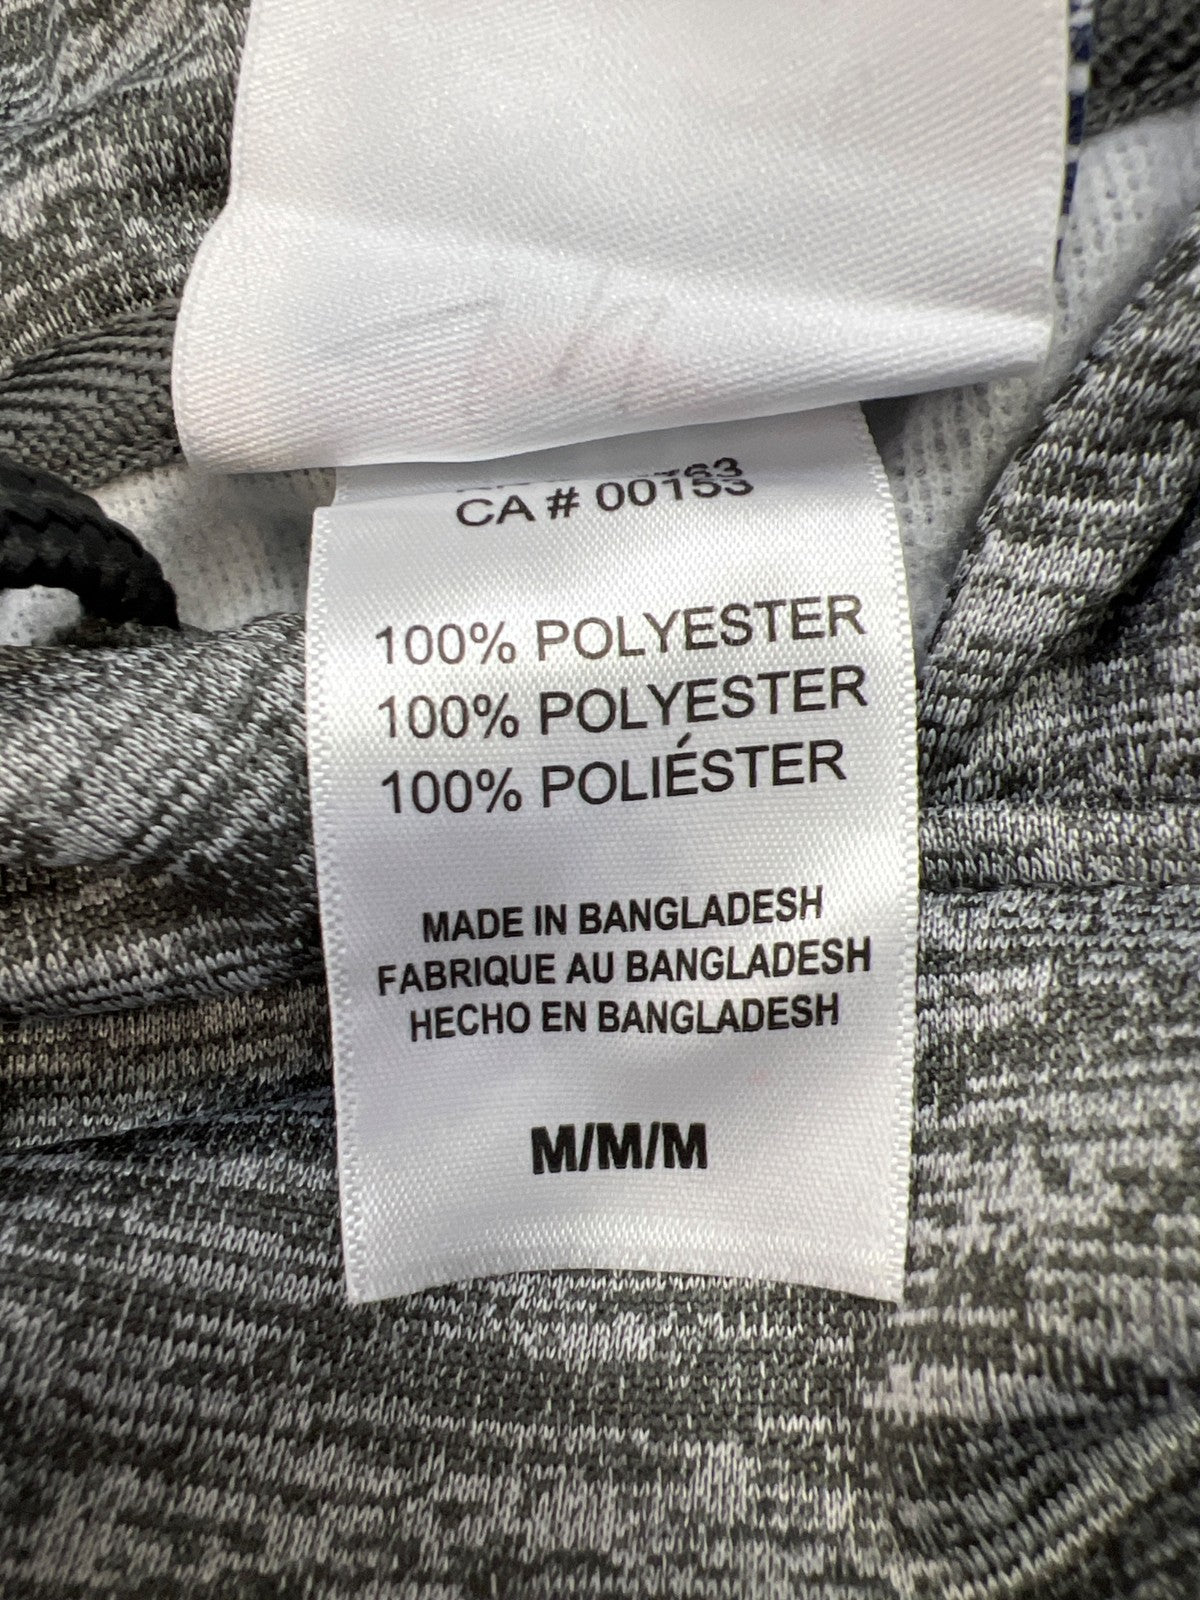 CA # 00153
100% POLYESTER
100% POLYESTER
100% POLIÉSTER
MADE IN BANGLADESH
FABRIQUE AU BANGLADESH
HECHO EN BANGLADESH
M/M/M